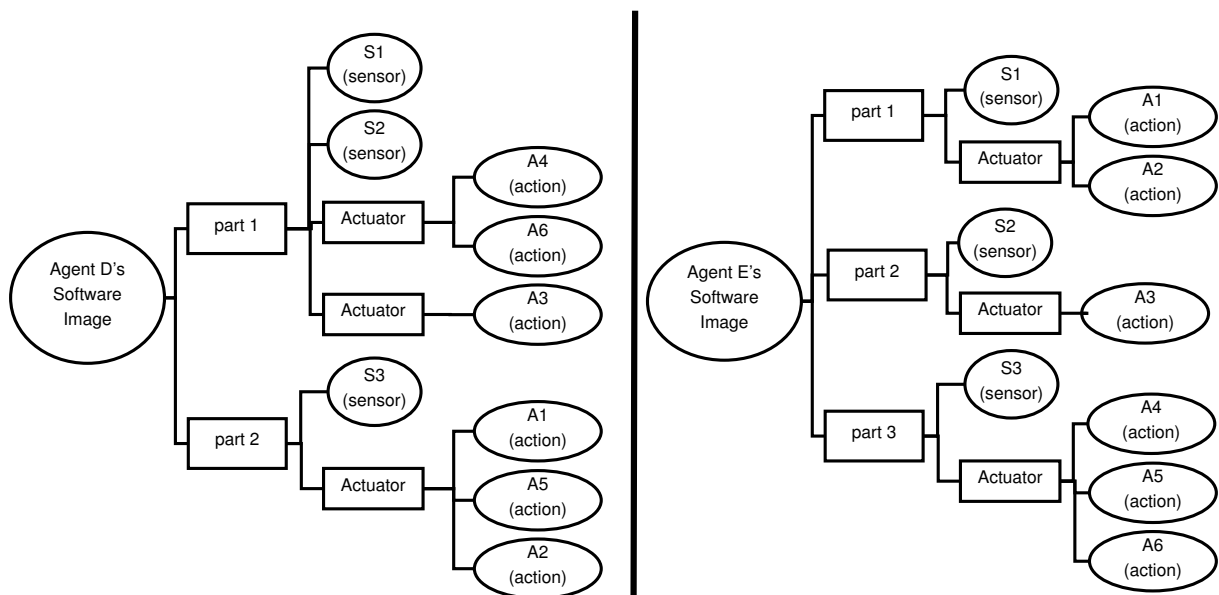 Agent D's
Software
Image
part 1
S1
(sensor)
S2
(sensor)
Actuator
A4
(action)
A6
(action)
Actuator
A3
(action)
part 2
S3
(sensor)
Actuator
A1
(action)
A5
(action)
A2
(action)
Agent E's
Software
Image
part 1
S1
(sensor)
Actuator
A1
(action)
A2
(action)
part 2
S2
(sensor)
Actuator
A3
(action)
part 3
S3
(sensor)
Actuator
A4
(action)
A5
(action)
A6
(action)